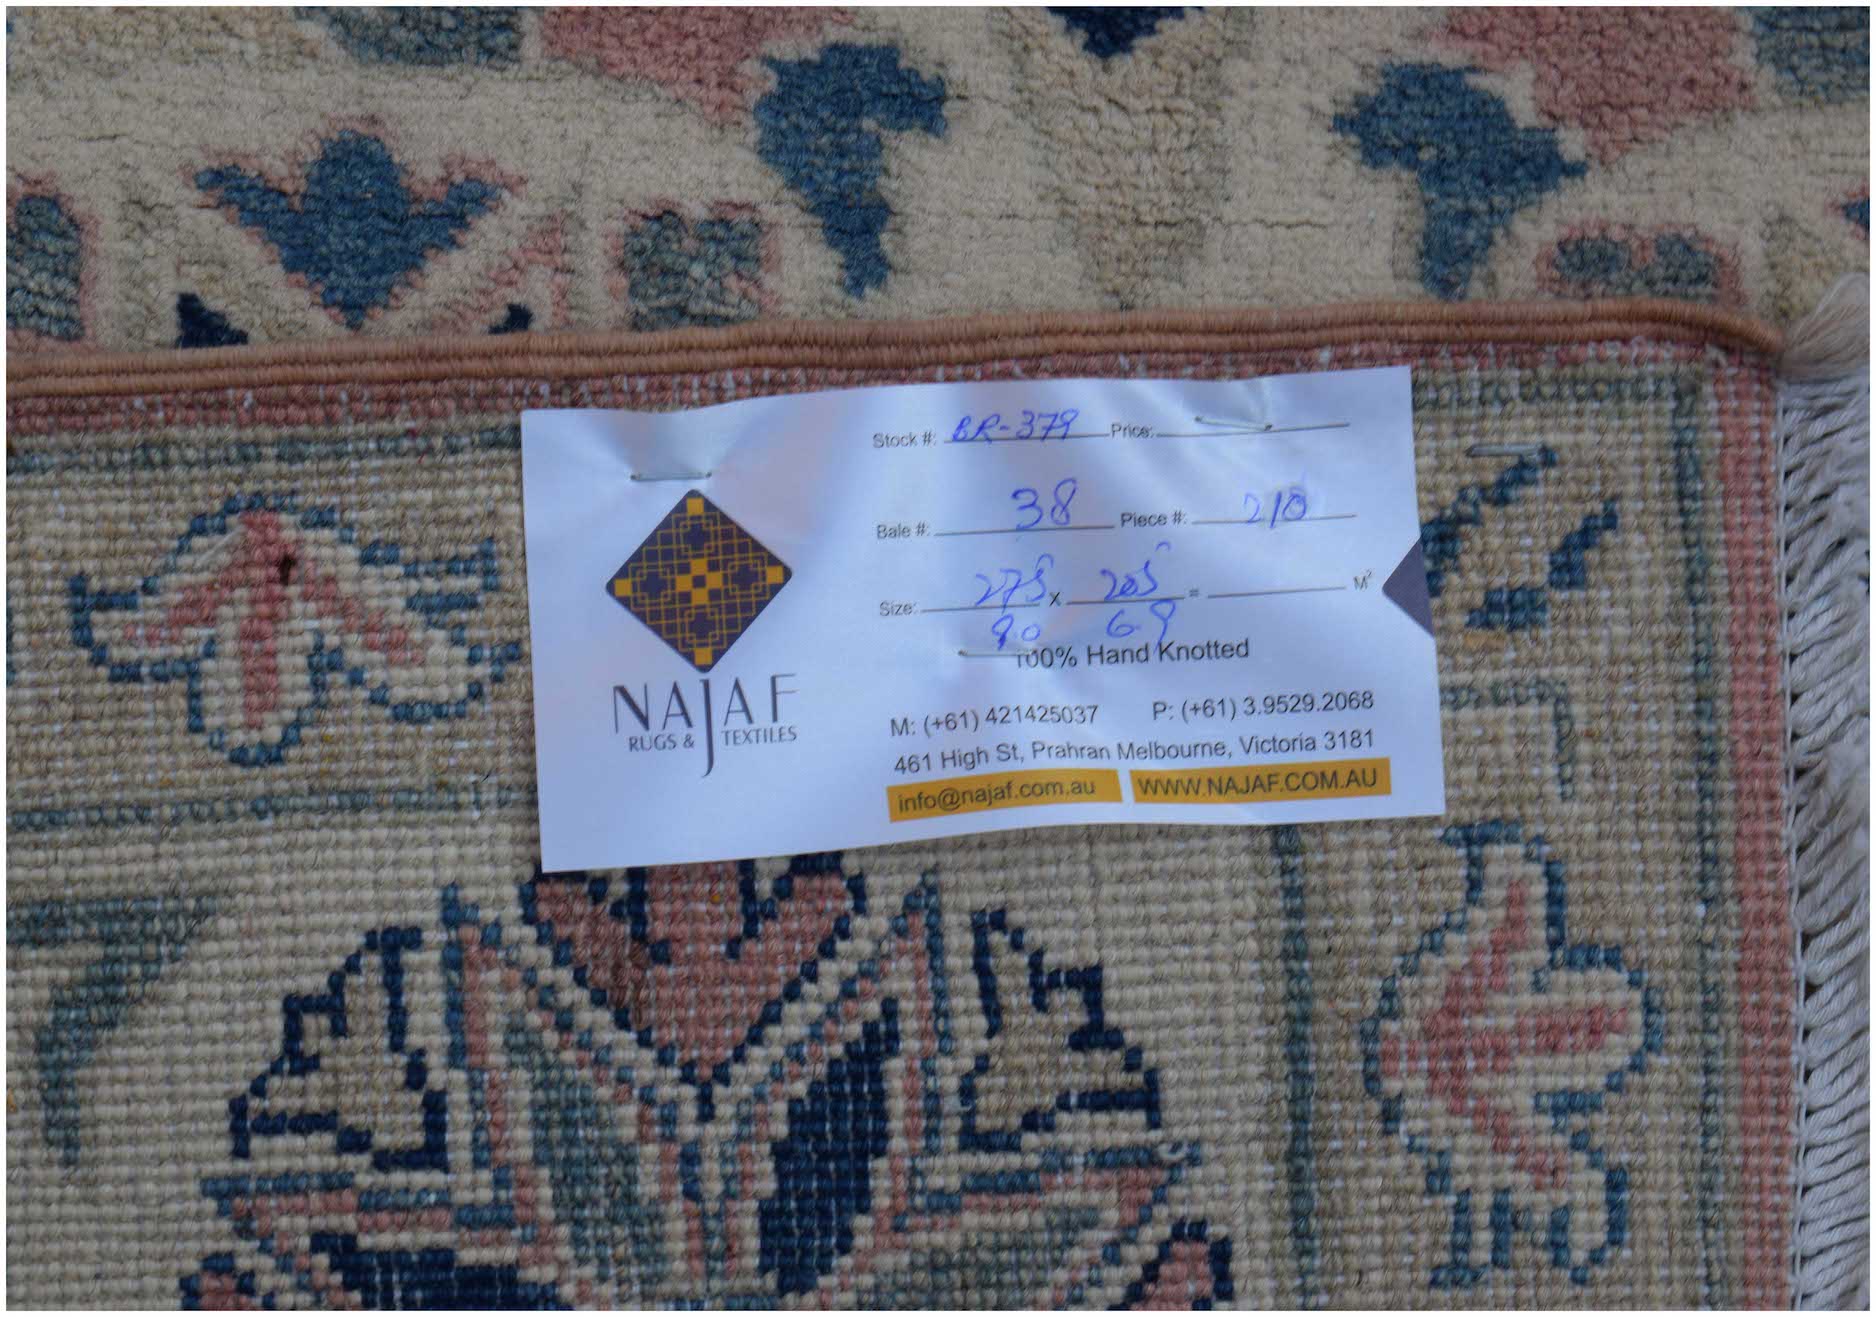 Stock #: BR-379 Price:
Bale #: 38 Piece #: 210
Size: 275 x 205 = M²
9.0 6.9
100% Hand Knotted
NAJAF
RUGS & TEXTILES
M: (+61) 421425037 P: (+61) 3.9529.2068
461 High St, Prahran Melbourne, Victoria 3181
info@najaf.com.au WWW.NAJAF.COM.AU